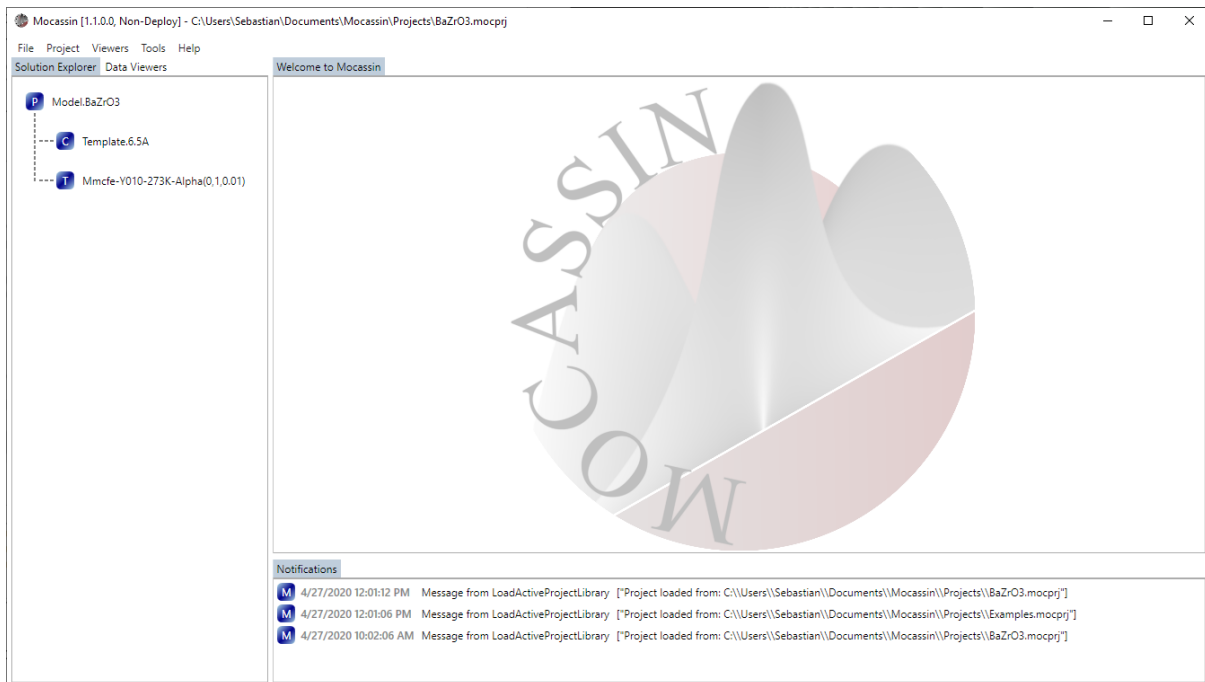 Mocassin [1.1.0.0, Non-Deploy] - C:\Users\Sebastian\Documents\Mocassin\Projects\BaZrO3.mocprj
File Project Viewers Tools Help
Solution Explorer Data Viewers
Welcome to Mocassin
P Model.BaZrO3
C Template.6.5A
T Mmcfe-Y010-273K-Alpha(0,1,0.01)
MOCASSIN
Notifications
M 4/27/2020 12:01:12 PM Message from LoadActiveProjectLibrary ["Project loaded from: C:\\Users\\Sebastian\\Documents\\Mocassin\\Projects\\BaZrO3.mocprj"]
M 4/27/2020 12:01:06 PM Message from LoadActiveProjectLibrary ["Project loaded from: C:\\Users\\Sebastian\\Documents\\Mocassin\\Projects\\Examples.mocprj"]
M 4/27/2020 10:02:06 AM Message from LoadActiveProjectLibrary ["Project loaded from: C:\\Users\\Sebastian\\Documents\\Mocassin\\Projects\\BaZrO3.mocprj"]